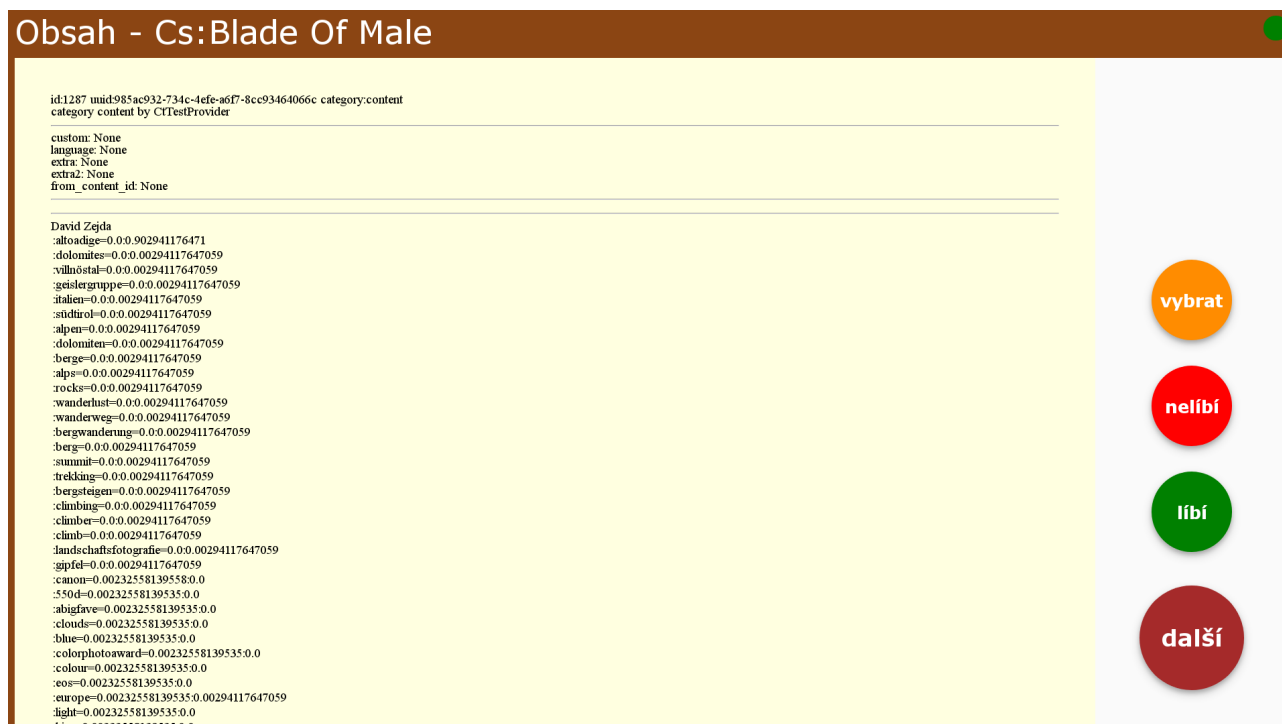 Obsah - Cs:Blade Of Male
id:1287 uuid:985ac932-734c-4efe-a6f7-8cc93464066c category:content
category content by CtTestProvider
custom: None
language: None
extra: None
extra2: None
from_content_id: None
David Zejda
:altoadige=0.0:0.902941176471
:dolomites=0.0:0.00294117647059
:villnöstal=0.0:0.00294117647059
:geislergruppe=0.0:0.00294117647059
:italien=0.0:0.00294117647059
:südtirol=0.0:0.00294117647059
:alpen=0.0:0.00294117647059
:dolomiten=0.0:0.00294117647059
:berge=0.0:0.00294117647059
:alps=0.0:0.00294117647059
:rocks=0.0:0.00294117647059
:wanderlust=0.0:0.00294117647059
:wanderweg=0.0:0.00294117647059
:bergwanderung=0.0:0.00294117647059
:berg=0.0:0.00294117647059
:summit=0.0:0.00294117647059
:trekking=0.0:0.00294117647059
:bergsteigen=0.0:0.00294117647059
:climbing=0.0:0.00294117647059
:climber=0.0:0.00294117647059
:climb=0.0:0.00294117647059
:landschaftsfotografie=0.0:0.00294117647059
:gipfel=0.0:0.00294117647059
:canon=0.00232558139558:0.0
:550d=0.00232558139535:0.0
:abigfave=0.00232558139535:0.0
:clouds=0.00232558139535:0.0
:blue=0.00232558139535:0.0
:colorphotoaward=0.00232558139535:0.0
:colour=0.00232558139535:0.0
:eos=0.00232558139535:0.0
:europe=0.00232558139535:0.00294117647059
:light=0.00232558139535:0.0
vybrat
nelíbí
líbí
další